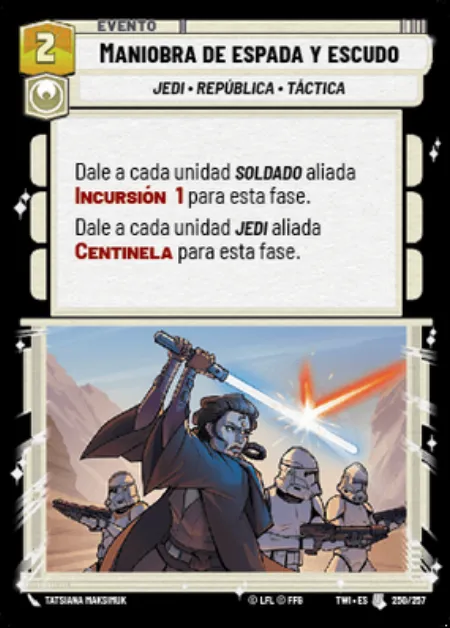 EVENTO
2
MANIOBRA DE ESPADA Y ESCUDO
JEDI • REPÚBLICA • TÁCTICA
Dale a cada unidad SOLDADO aliada
INCURSIÓN 1 para esta fase.
Dale a cada unidad JEDI aliada
CENTINELA para esta fase.
TATSIANA MAKSIMUK
© LFL © FFG
TWI • ES
250/257